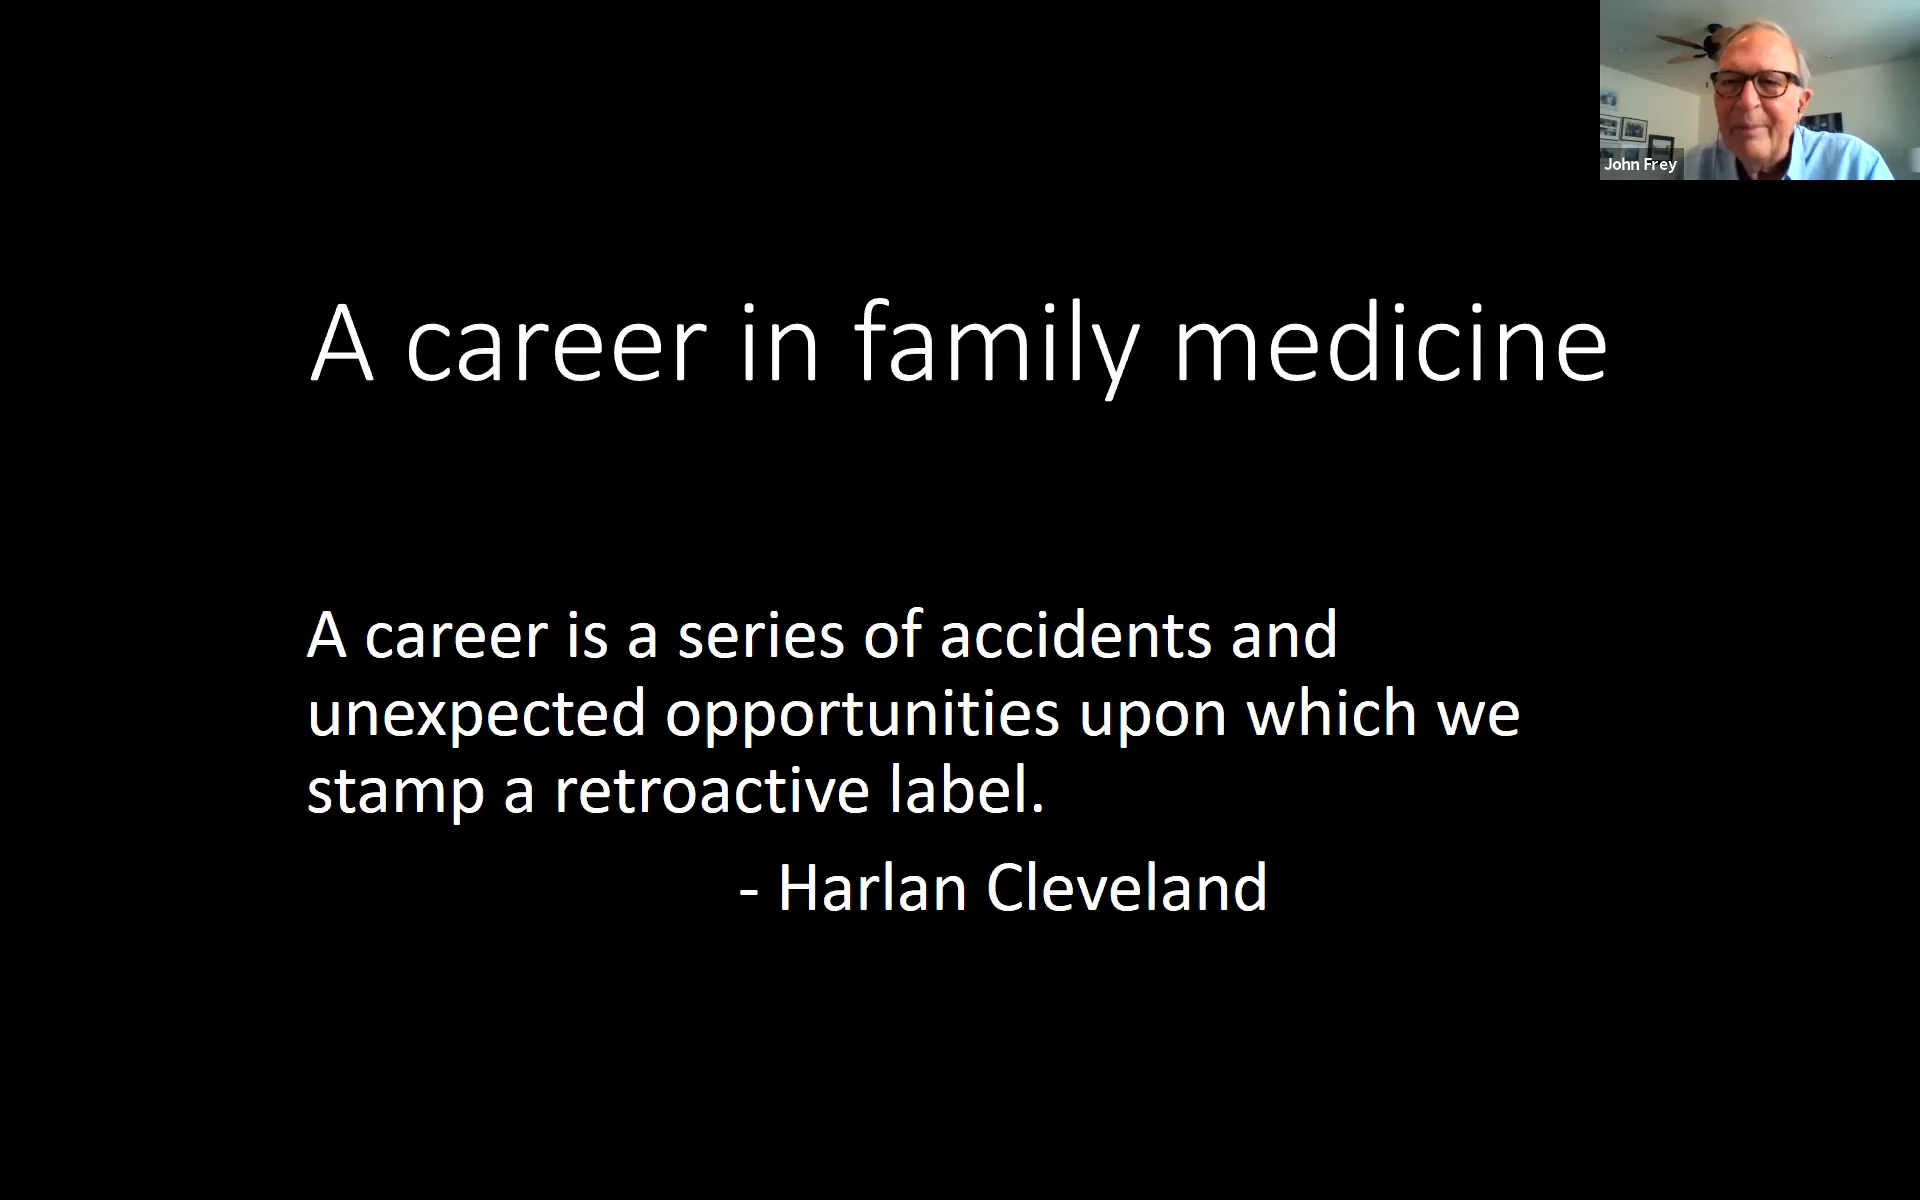 John Frey
A career in family medicine
A career is a series of accidents and
unexpected opportunities upon which we
stamp a retroactive label.
- Harlan Cleveland